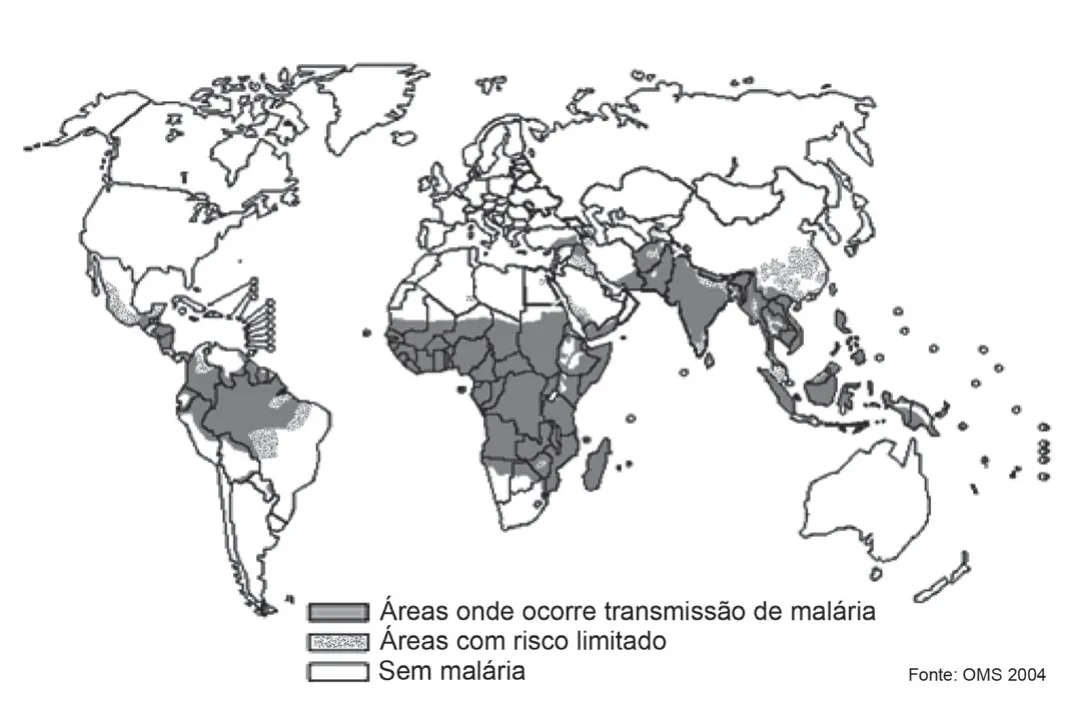 Áreas onde ocorre transmissão de malária
Áreas com risco limitado
Sem malária
Fonte: OMS 2004